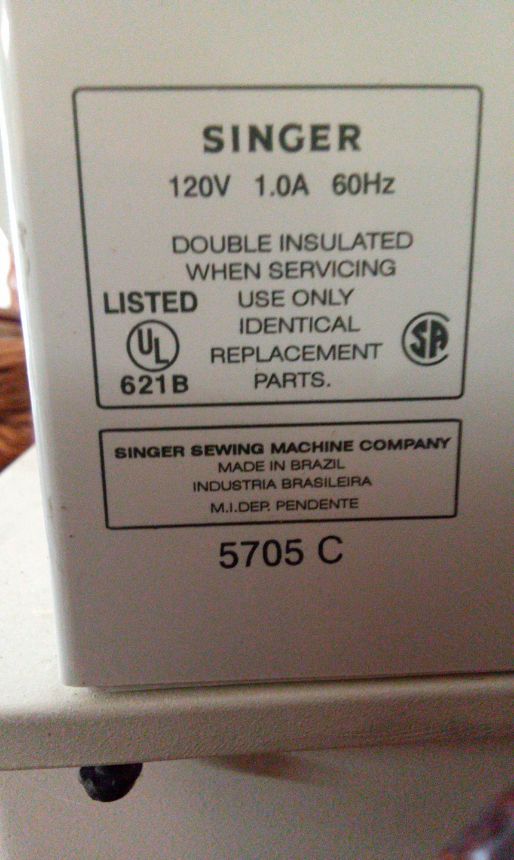 SINGER
120V 1.0A 60Hz
DOUBLE INSULATED
WHEN SERVICING
LISTED USE ONLY
UL IDENTICAL SA
REPLACEMENT
621B PARTS.
SINGER SEWING MACHINE COMPANY
MADE IN BRAZIL
INDUSTRIA BRASILEIRA
M.I.DEP. PENDENTE
5705 C